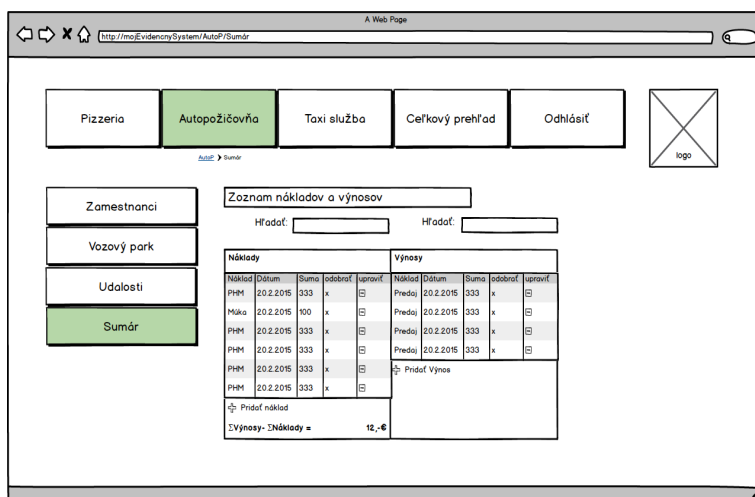 A Web Page
http://mojEvidencnySystem/AutoP/Sumár
Pizzeria
Autopožičovňa
Taxi služba
Celkový prehľad
Odhlásiť
logo
AutoP Sumár
Zamestnanci
Vozový park
Udalosti
Sumár
Zoznam nákladov a výnosov
Hľadať:
Hľadať:
Náklady
Náklad Dátum Suma odobrať upraviť
PHM 20.2.2015 333 x
Múka 20.2.2015 100 x
PHM 20.2.2015 333 x
PHM 20.2.2015 333 x
PHM 20.2.2015 333 x
PHM 20.2.2015 333 x
Pridať náklad
ΣVýnosy- ΣNáklady = 12,-€
Výnosy
Náklad Dátum Suma odobrať upraviť
Predaj 20.2.2015 333 x
Predaj 20.2.2015 333 x
Predaj 20.2.2015 333 x
Predaj 20.2.2015 333 x
Pridať Výnos